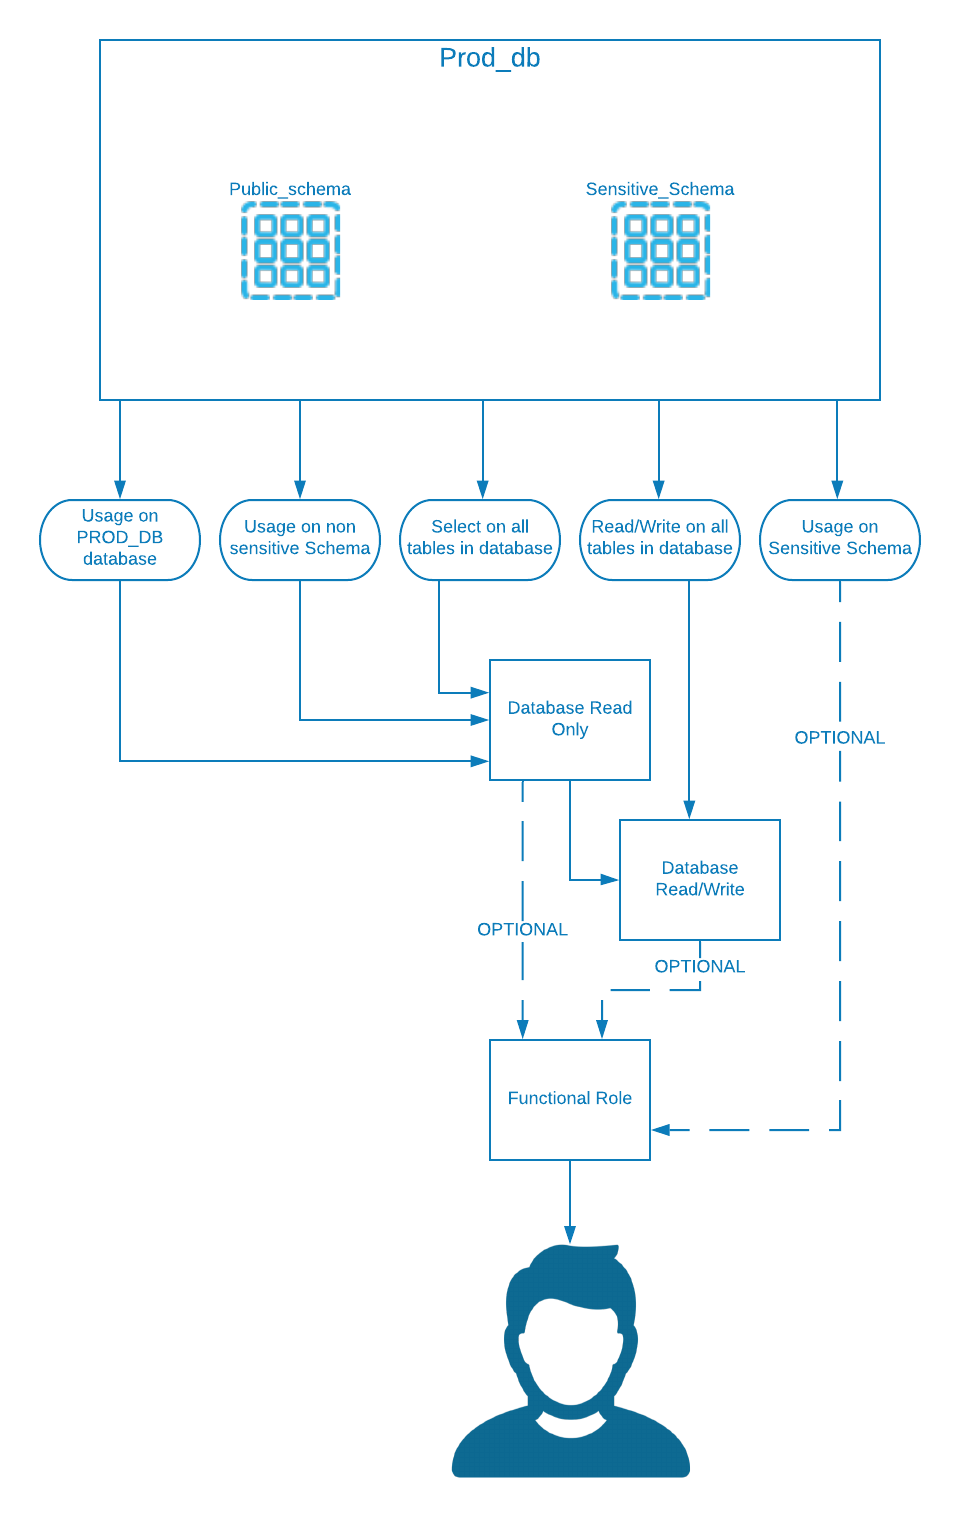 Prod_db
Public_schema
Sensitive_Schema
Usage on
PROD_DB
database
Usage on non
sensitive Schema
Select on all
tables in database
Read/Write on all
tables in database
Usage on
Sensitive Schema
Database Read
Only
OPTIONAL
Database
Read/Write
OPTIONAL
OPTIONAL
Functional Role